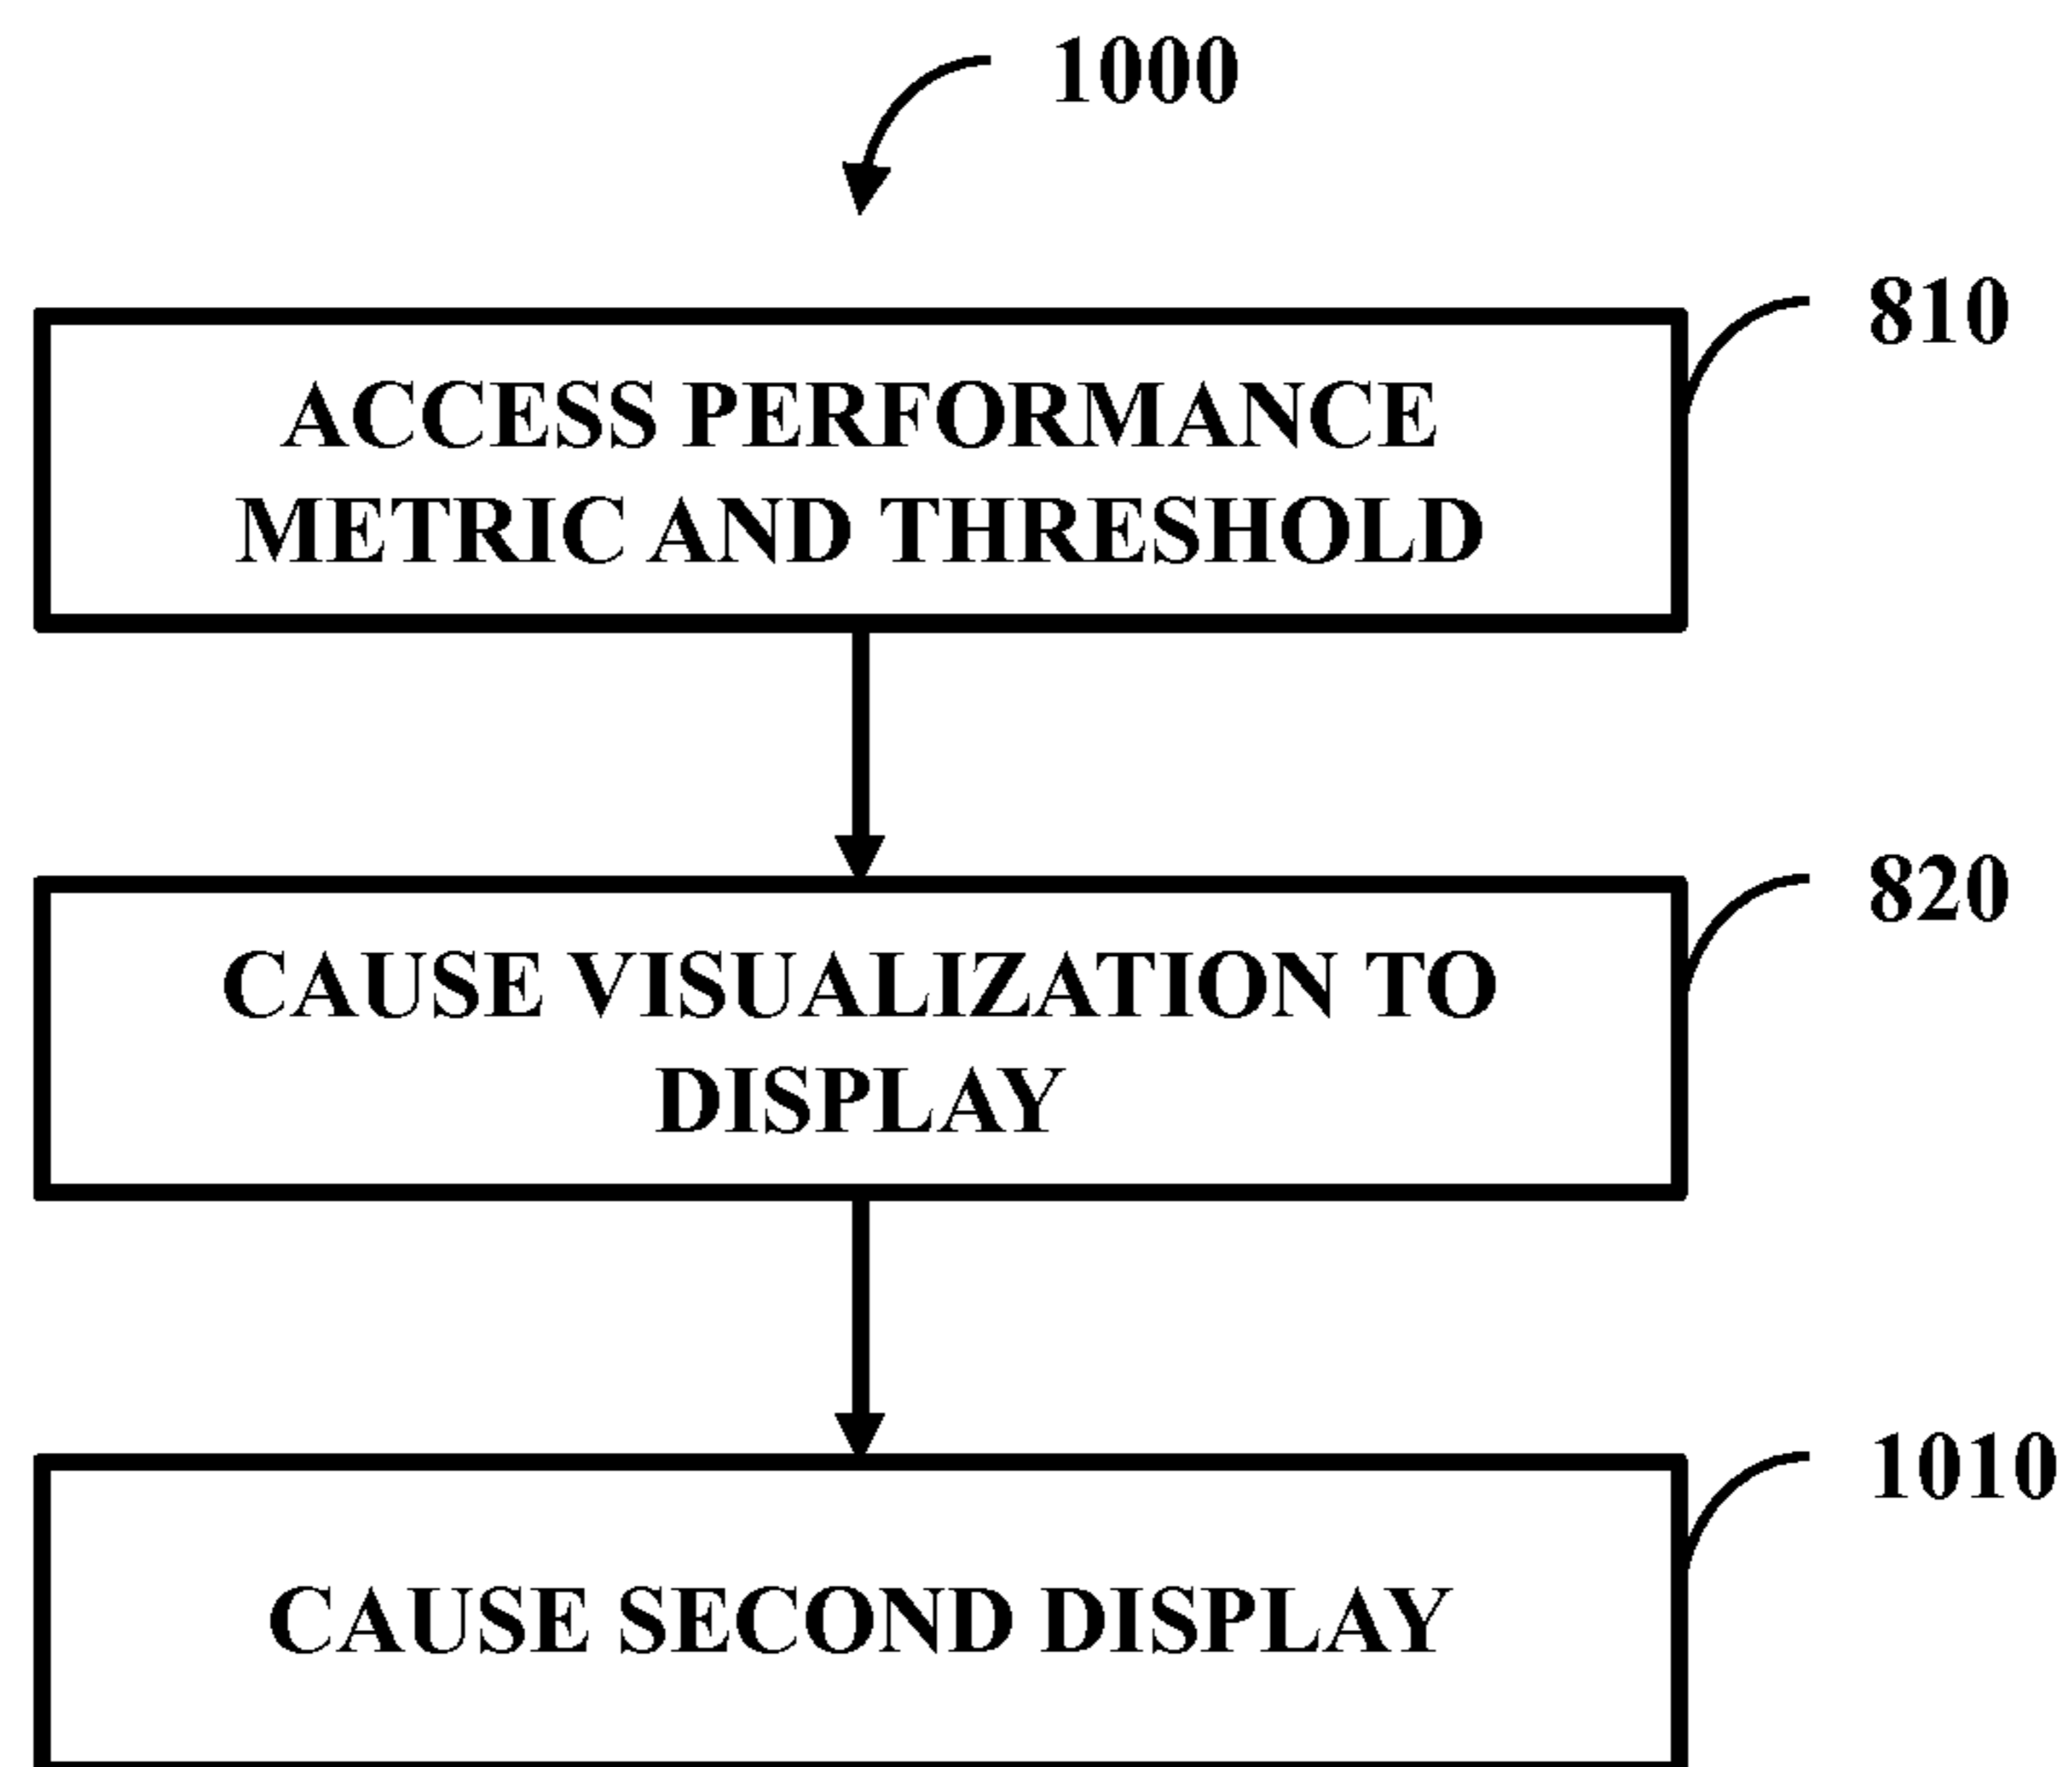 1000
810
ACCESS PERFORMANCE
METRIC AND THRESHOLD
820
CAUSE VISUALIZATION TO
DISPLAY
1010
CAUSE SECOND DISPLAY